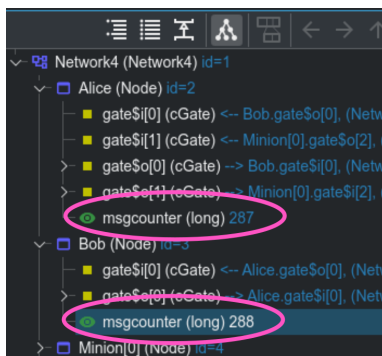 Network4 (Network4) id=1
Alice (Node) id=2
gate$i[0] (cGate) <-- Bob.gate$o[0], (Netw
gate$i[1] (cGate) <-- Minion[0].gate$o[2], (
gate$o[0] (cGate) --> Bob.gate$i[0], (Netw
gate$o[1] (cGate) --> Minion[0].gate$i[2], (
msgcounter (long) 287
Bob (Node) id=3
gate$i[0] (cGate) <-- Alice.gate$o[0], (Net
gate$o[0] (cGate) --> Alice.gate$i[0], (Net
msgcounter (long) 288
Minion[0] (Node) id=4